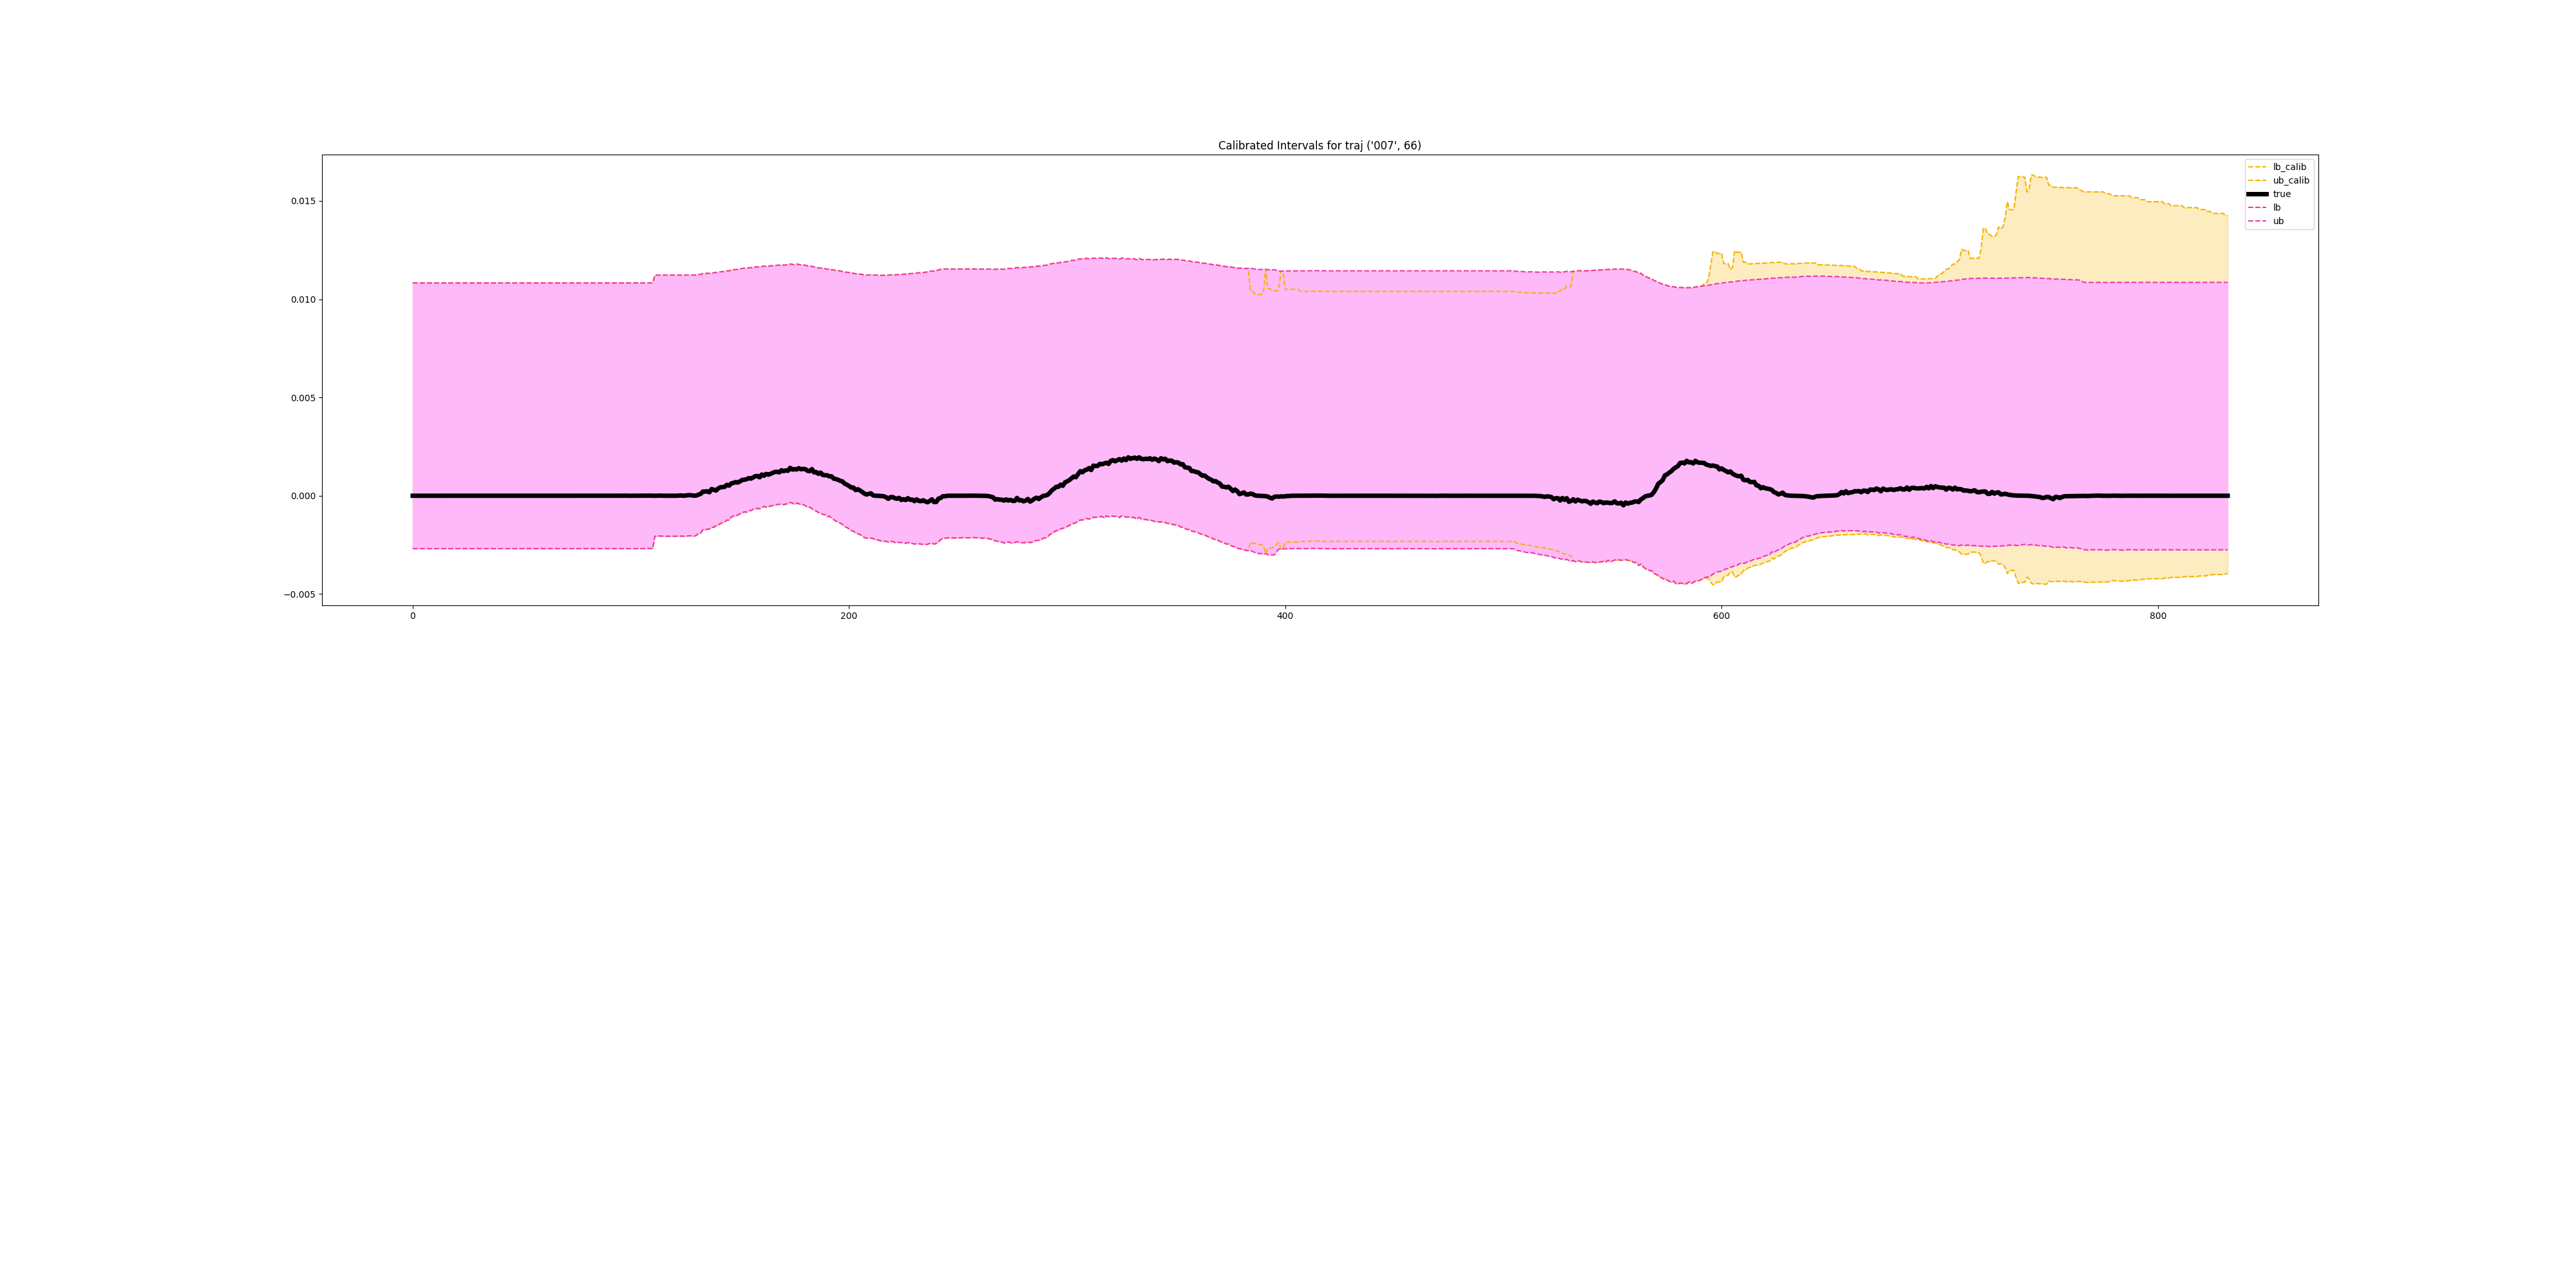 Calibrated Intervals for traj ('007', 66)
lb_calib
ub_calib
true
lb
ub
0.015
0.010
0.005
0.000
−0.005
0 200 400 600 800